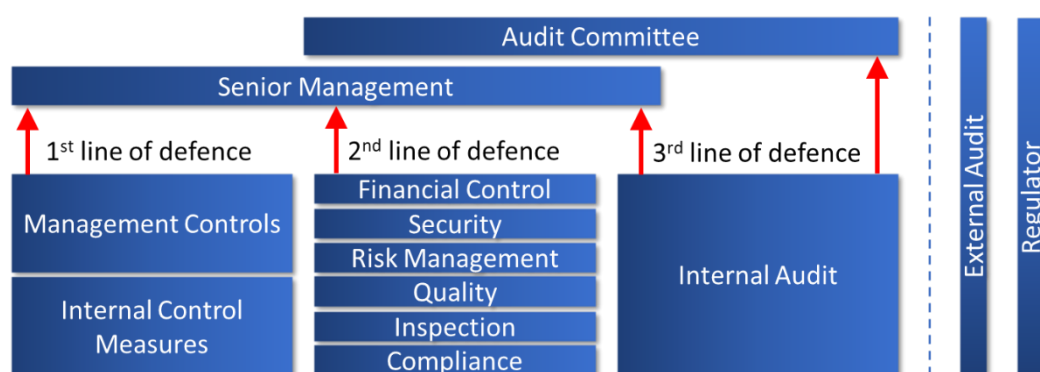 Audit Committee
Senior Management
1st line of defence
2nd line of defence
3rd line of defence
Management Controls
Internal Control
Measures
Financial Control
Security
Risk Management
Quality
Inspection
Compliance
Internal Audit
External Audit
Regulator